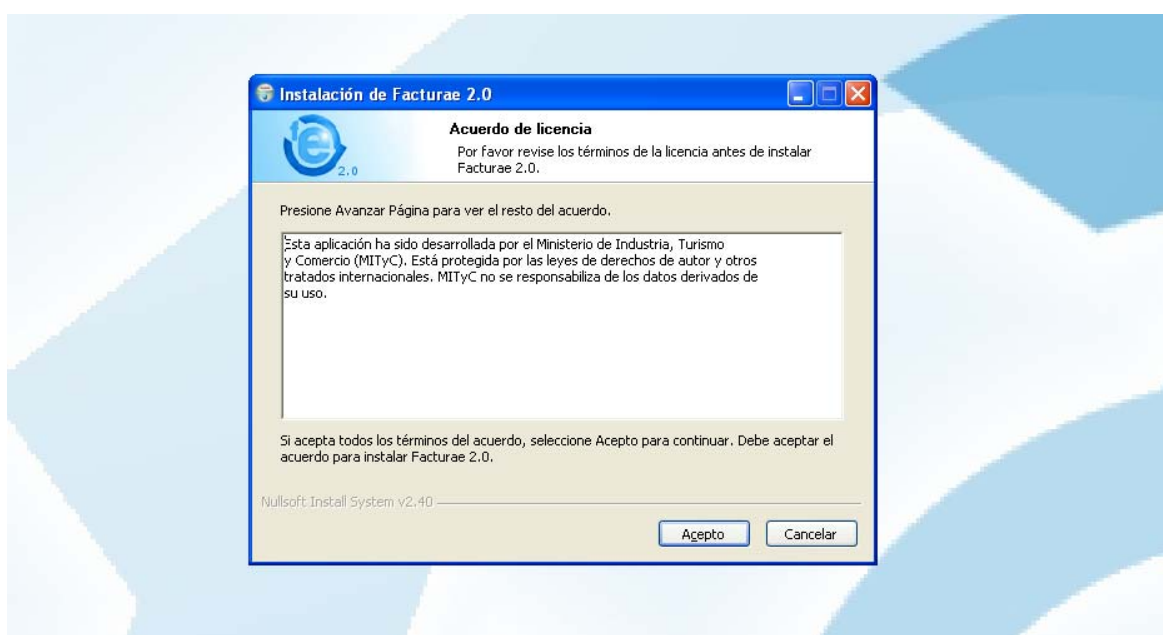 Instalación de Facturae 2.0
Acuerdo de licencia
Por favor revise los términos de la licencia antes de instalar
Facturae 2.0.
fe
2.0
Presione Avanzar Página para ver el resto del acuerdo.
Esta aplicación ha sido desarrollada por el Ministerio de Industria, Turismo
y Comercio (MITyC). Está protegida por las leyes de derechos de autor y otros
tratados internacionales. MITyC no se responsabiliza de los datos derivados de
su uso.
Si acepta todos los términos del acuerdo, seleccione Acepto para continuar. Debe aceptar el
acuerdo para instalar Facturae 2.0.
Nullsoft Install System v2.40
Acepto
Cancelar